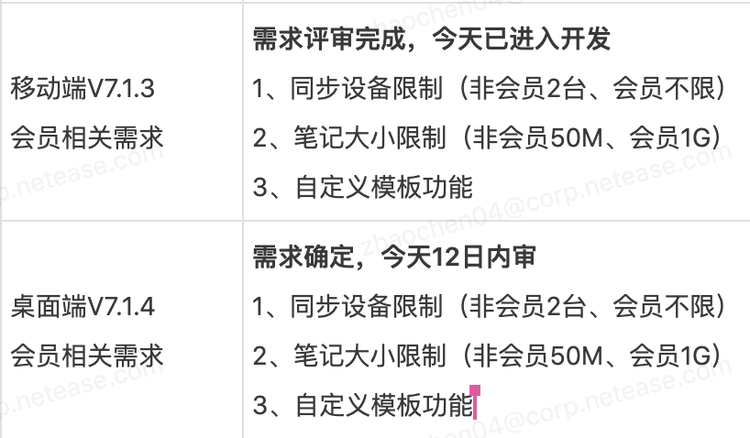 移动端V7.1.3
会员相关需求
需求评审完成，今天已进入开发
1、同步设备限制（非会员2台、会员不限）
2、笔记大小限制（非会员50M、会员1G）
3、自定义模板功能
桌面端V7.1.4
会员相关需求
需求确定，今天12日内审
1、同步设备限制（非会员2台、会员不限）
2、笔记大小限制（非会员50M、会员1G）
3、自定义模板功能
zhaochen04@corp.netease.com